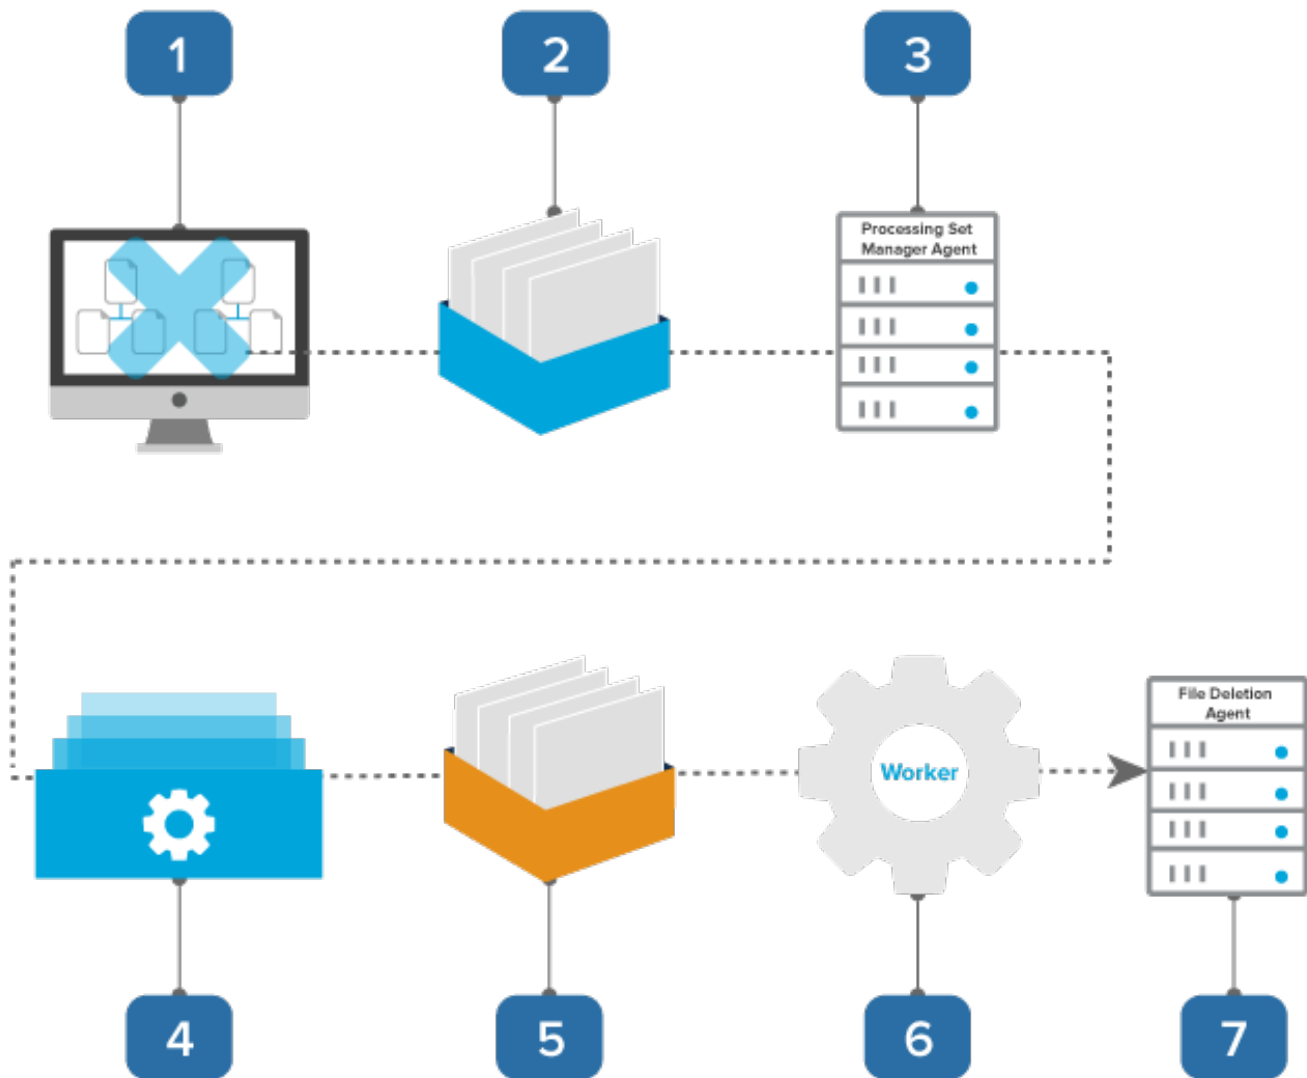 1
2
3
Processing Set
Manager Agent
Worker
File Deletion
Agent
4
5
6
7